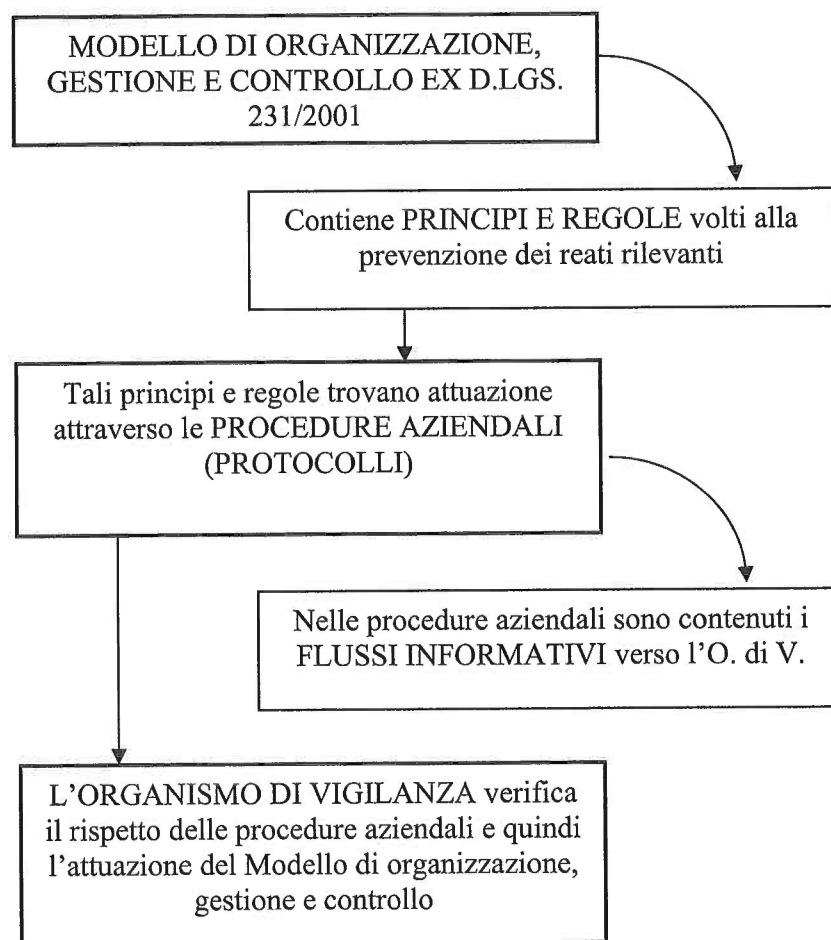 MODELLO DI ORGANIZZAZIONE,
GESTIONE E CONTROLLO EX D.LGS.
231/2001
Contiene PRINCIPI E REGOLE volti alla
prevenzione dei reati rilevanti
Tali principi e regole trovano attuazione
attraverso le PROCEDURE AZIENDALI
(PROTOCOLLI)
Nelle procedure aziendali sono contenuti i
FLUSSI INFORMATIVI verso l’O. di V.
L’ORGANISMO DI VIGILANZA verifica
il rispetto delle procedure aziendali e quindi
l’attuazione del Modello di organizzazione,
gestione e controllo